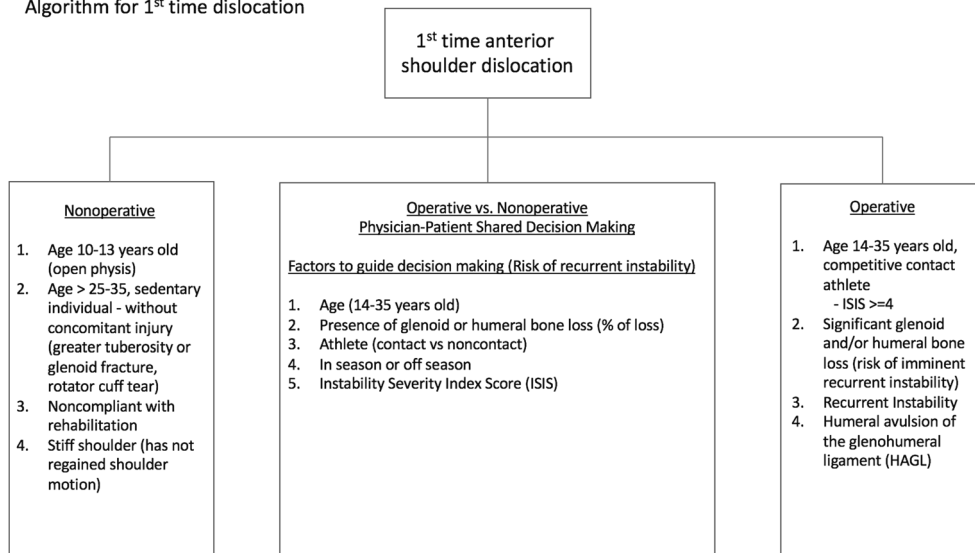 Algorithm for 1st time dislocation
1st time anterior
shoulder dislocation
Nonoperative
1. Age 10-13 years old
(open physis)
2. Age > 25-35, sedentary
individual - without
concomitant injury
(greater tuberosity or
glenoid fracture,
rotator cuff tear)
3. Noncompliant with
rehabilitation
4. Stiff shoulder (has not
regained shoulder
motion)
Operative vs. Nonoperative
Physician-Patient Shared Decision Making
Factors to guide decision making (Risk of recurrent instability)
1. Age (14-35 years old)
2. Presence of glenoid or humeral bone loss (% of loss)
3. Athlete (contact vs noncontact)
4. In season or off season
5. Instability Severity Index Score (ISIS)
Operative
1. Age 14-35 years old,
competitive contact
athlete
- ISIS >=4
2. Significant glenoid
and/or humeral bone
loss (risk of imminent
recurrent instability)
3. Recurrent Instability
4. Humeral avulsion of
the glenohumeral
ligament (HAGL)